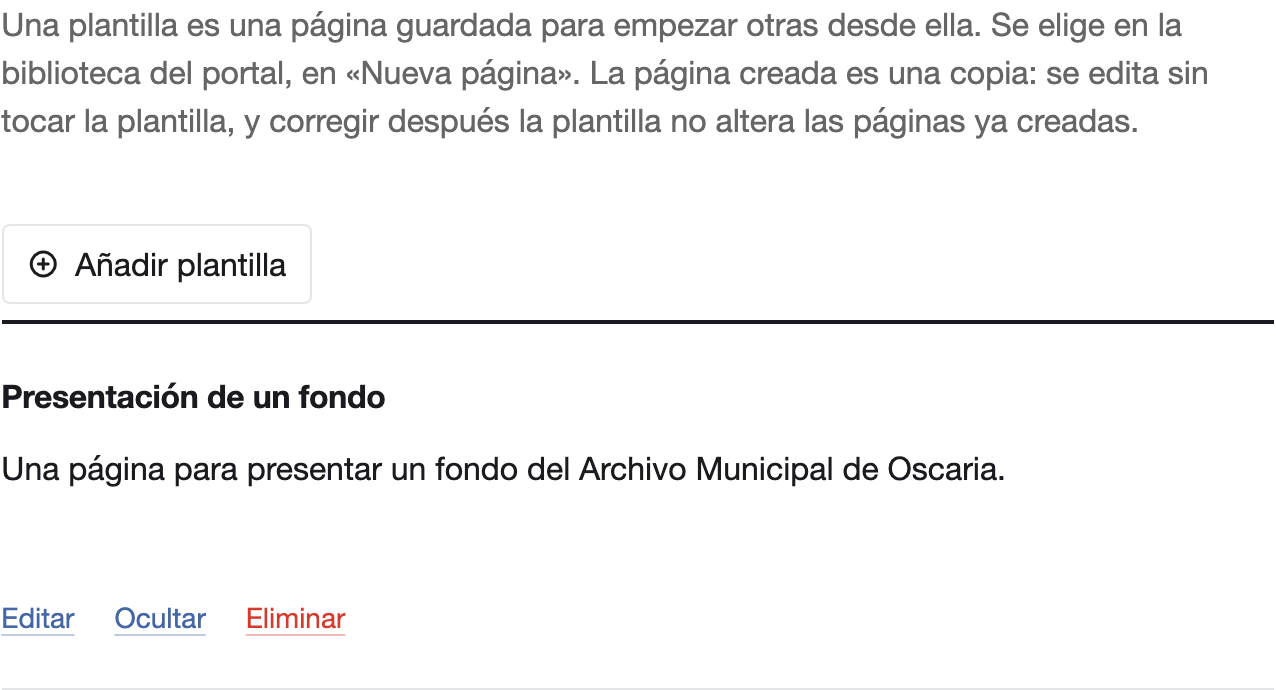 Una plantilla es una página guardada para empezar otras desde ella. Se elige en la
biblioteca del portal, en «Nueva página». La página creada es una copia: se edita sin
tocar la plantilla, y corregir después la plantilla no altera las páginas ya creadas.
Añadir plantilla
Presentación de un fondo
Una página para presentar un fondo del Archivo Municipal de Oscaria.
Editar Ocultar Eliminar